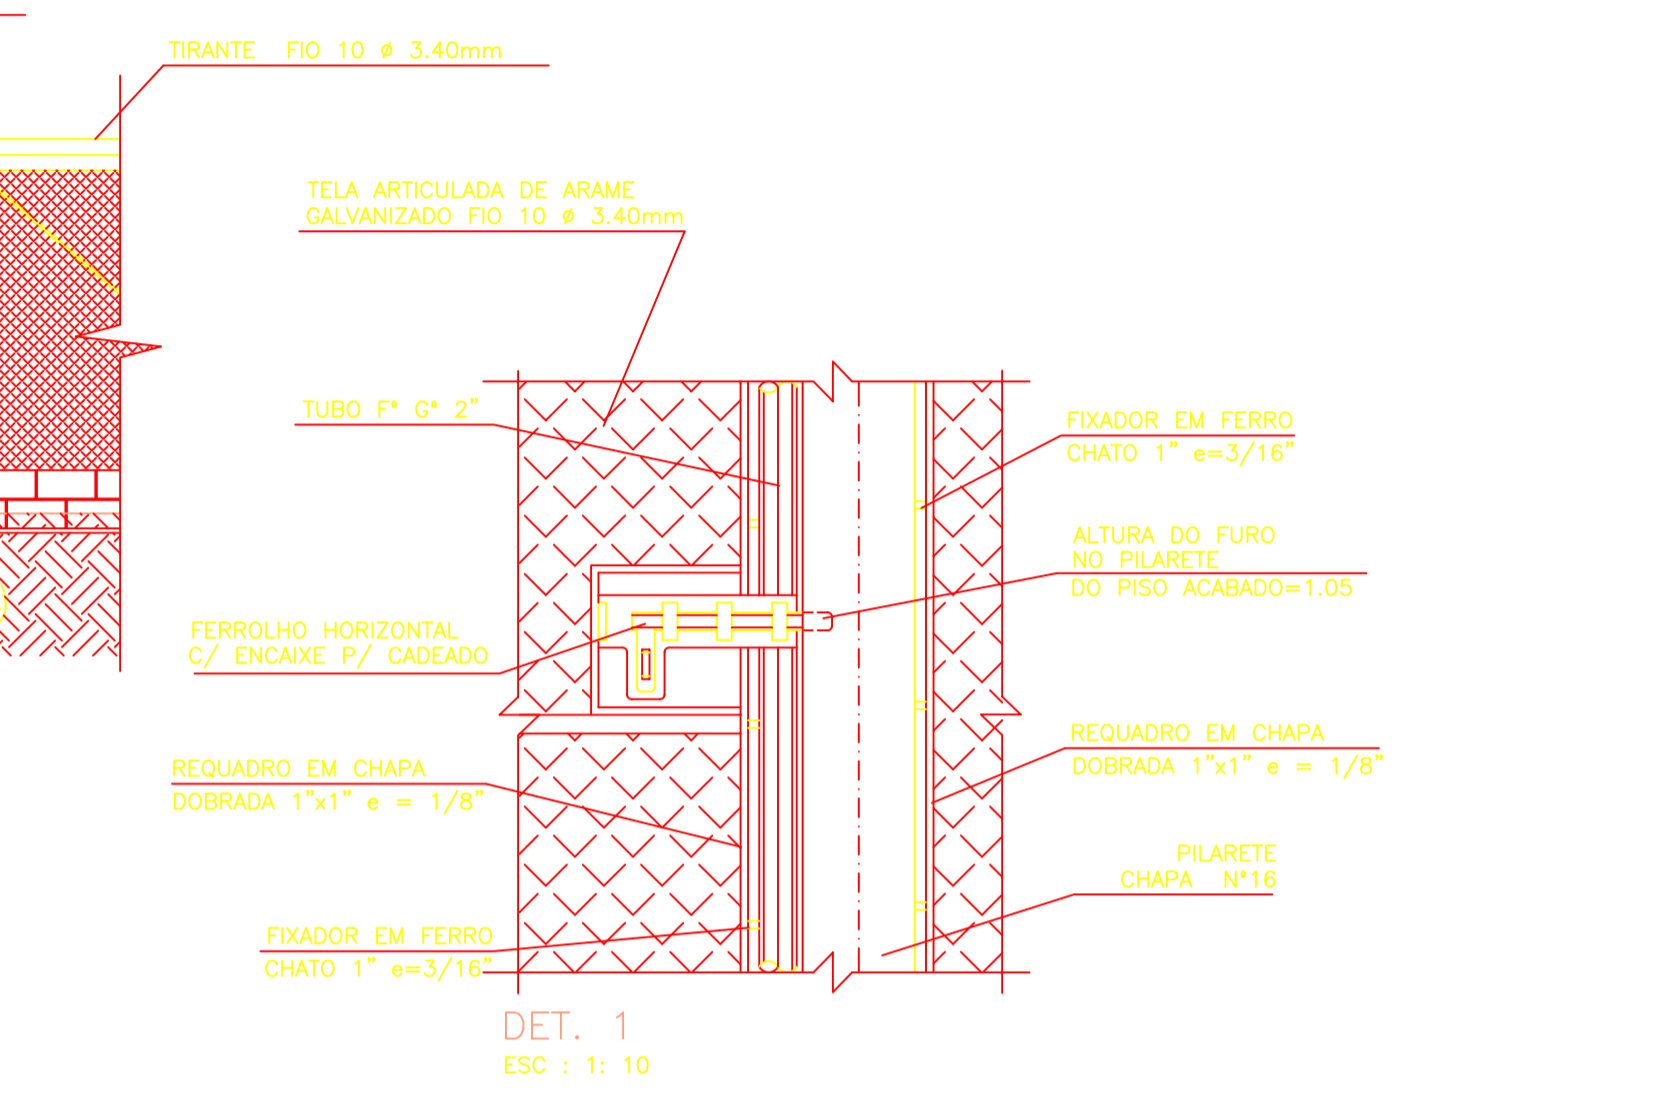 TIRANTE FIO 10 ø 3.40mm
TELA ARTICULADA DE ARAME
GALVANIZADO FIO 10 ø 3.40mm
TUBO F° G° 2"
FIXADOR EM FERRO
CHATO 1" e=3/16"
ALTURA DO FURO
NO PILARETE
DO PISO ACABADO=1.05
FERROLHO HORIZONTAL
C/ ENCAIXE P/ CADEADO
REQUADRO EM CHAPA
DOBRADA 1"x1" e = 1/8"
REQUADRO EM CHAPA
DOBRADA 1"x1" e = 1/8"
PILARETE
CHAPA N°16
FIXADOR EM FERRO
CHATO 1" e=3/16"
DET. 1
ESC : 1: 10